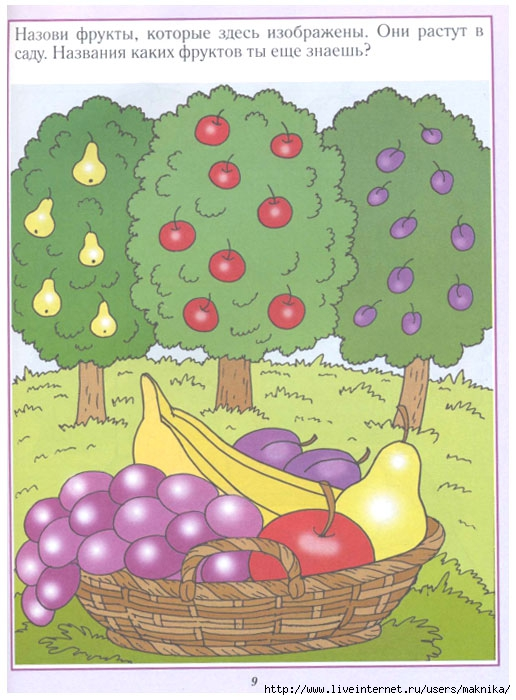 Назови фрукты, которые здесь изображены. Они растут в
саду. Названия каких фруктов ты еще знаешь?
9
http://www.liveinternet.ru/users/maknika/